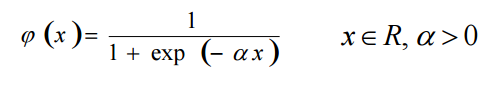 φ (x)= 1 / 1 + exp (– αx)   x ∈ R, α > 0